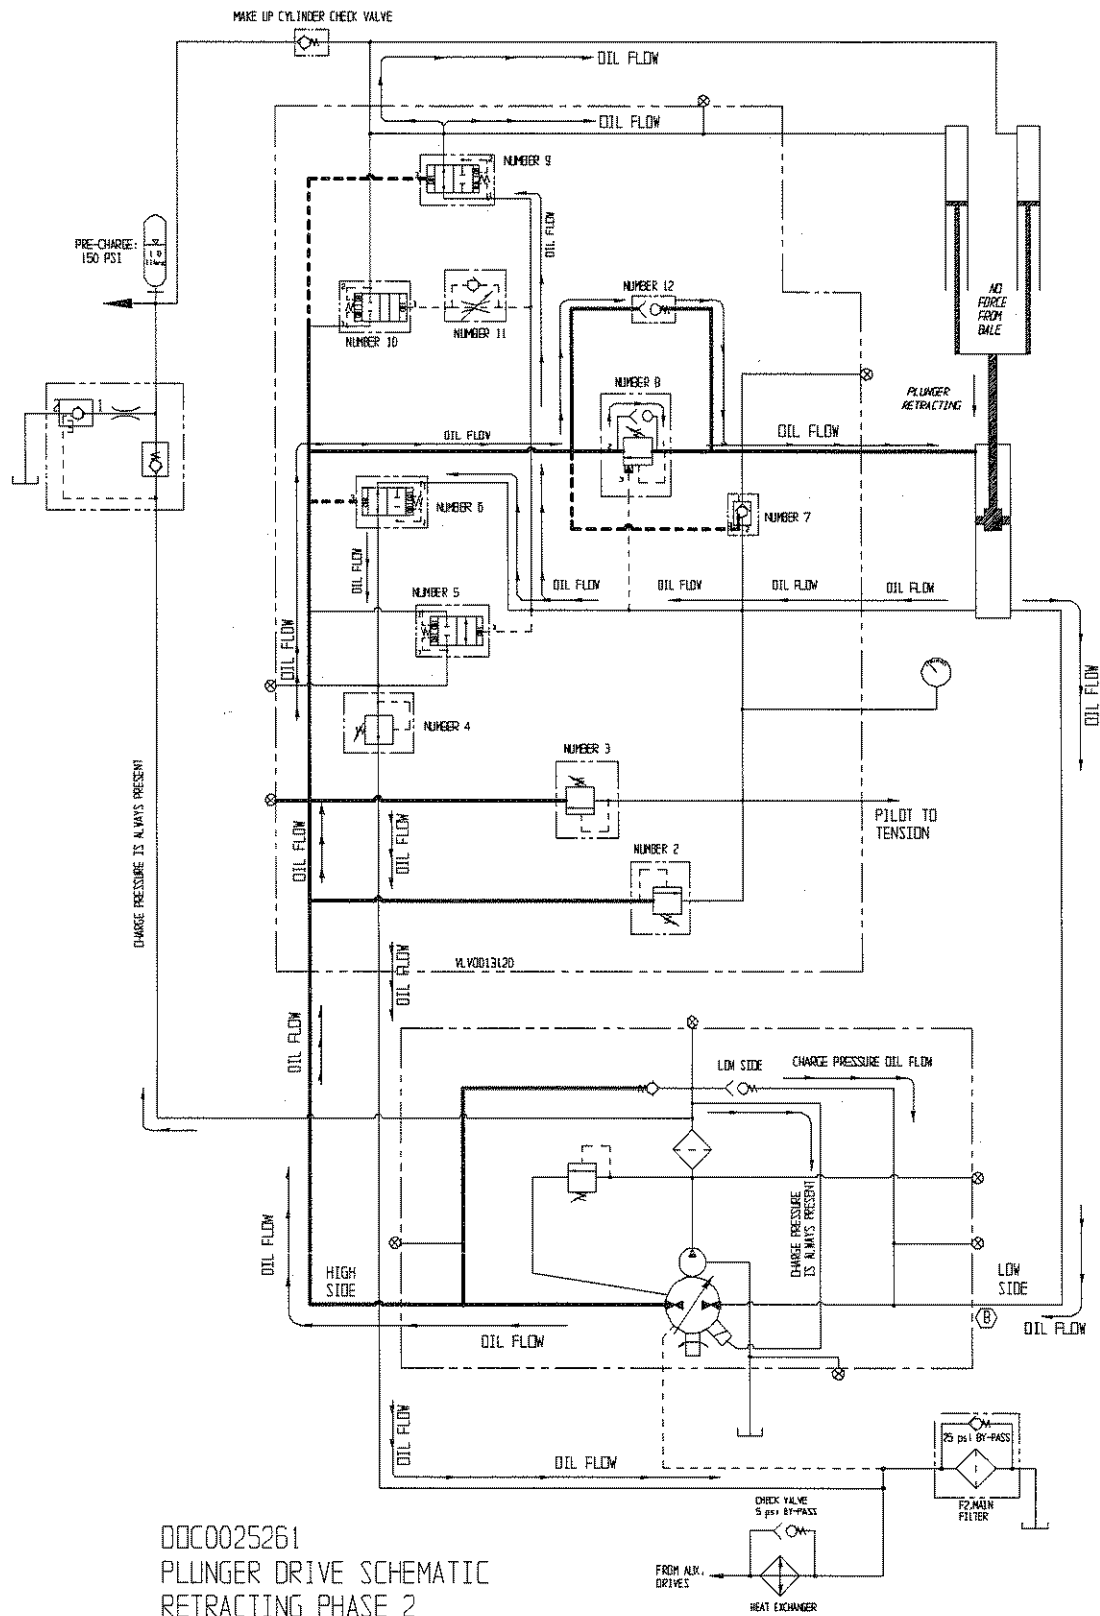 MAKE UP CYLINDER CHECK VALVE
OIL FLOW
OIL FLOW
NUMBER 9
OIL FLOW
PRE-CHARGE:
150 PSI
NUMBER 12
NO
FORCE
FROM
BALE
NUMBER 10
NUMBER 11
NUMBER 8
PLUNGER
RETRACTING
OIL FLOW
OIL FLOW
2
1
3
NUMBER 6
NUMBER 7
OIL FLOW
NUMBER 5
OIL FLOW
OIL FLOW
OIL FLOW
OIL FLOW
OIL FLOW
OIL FLOW
NUMBER 4
NUMBER 3
CHARGE PRESSURE IS ALWAYS PRESENT
PILOT TO
TENSION
OIL FLOW
OIL FLOW
NUMBER 2
VLV0013120
OIL FLOW
OIL FLOW
LOW SIDE
CHARGE PRESSURE OIL FLOW
CHARGE PRESSURE
IS ALWAYS PRESENT
OIL FLOW
HIGH
SIDE
LOW
SIDE
B
OIL FLOW
OIL FLOW
OIL FLOW
OIL FLOW
25 psi BY-PASS
F2.MAIN
FILTER
CHECK VALVE
5 psi BY-PASS
FROM AUX.
DRIVES
HEAT EXCHANGER
DOC0025261
PLUNGER DRIVE SCHEMATIC
RETRACTING PHASE 2